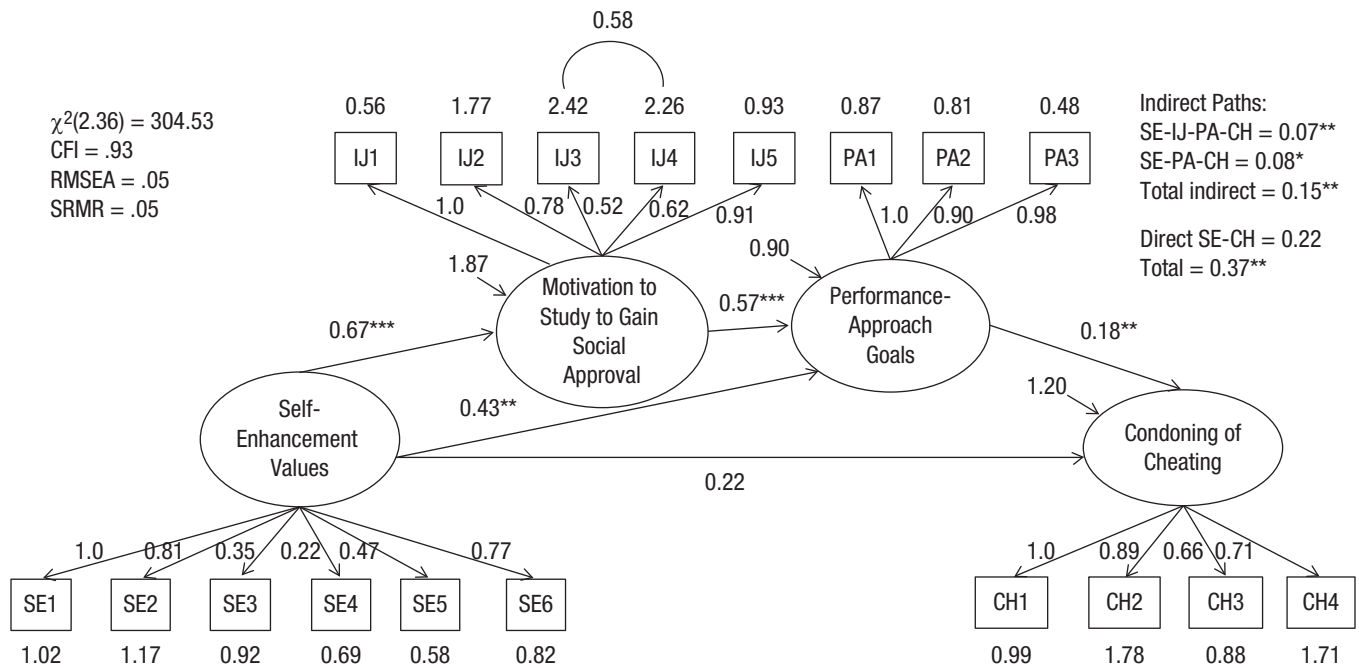 0.58
0.56 1.77 2.42 2.26 0.93 0.87 0.81 0.48
χ²(2.36) = 304.53
CFI = .93
RMSEA = .05
SRMR = .05
Indirect Paths:
SE-IJ-PA-CH = 0.07**
SE-PA-CH = 0.08*
Total indirect = 0.15**
Direct SE-CH = 0.22
Total = 0.37**
IJ1 IJ2 IJ3 IJ4 IJ5 PA1 PA2 PA3
1.0 0.78 0.52 0.62 0.91 1.0 0.90 0.98
1.87
Motivation to
Study to Gain
Social
Approval
0.90
Performance-
Approach
Goals
0.67***
0.57***
0.18**
0.43**
1.20
Self-
Enhancement
Values
Condoning of
Cheating
0.22
1.0 0.81 0.35 0.22 0.47 0.77
1.0 0.89 0.66 0.71
SE1 SE2 SE3 SE4 SE5 SE6
CH1 CH2 CH3 CH4
1.02 1.17 0.92 0.69 0.58 0.82
0.99 1.78 0.88 1.71